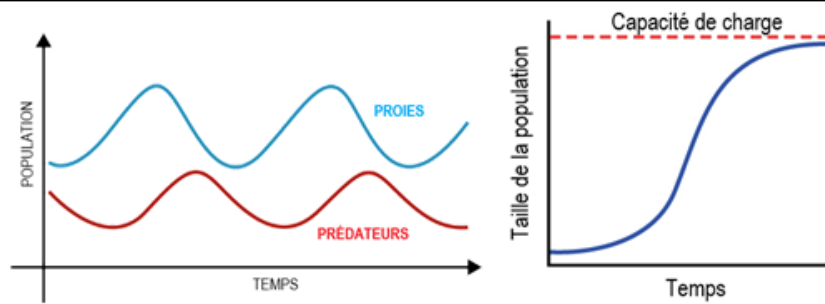 POPULATION
PROIES
PRÉDATEURS
TEMPS
Capacité de charge
Taille de la population
Temps